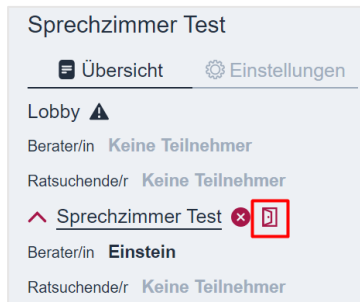 Sprechzimmer Test
Übersicht Einstellungen
Lobby
Berater/in Keine Teilnehmer
Ratsuchende/r Keine Teilnehmer
Sprechzimmer Test
Berater/in Einstein
Ratsuchende/r Keine Teilnehmer